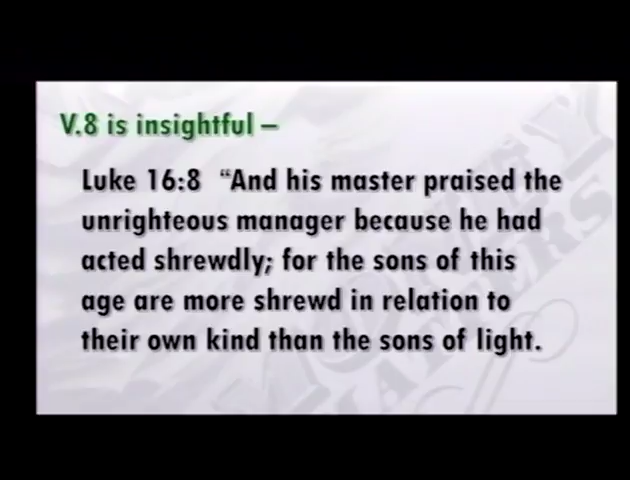 V.8 is insightful –
Luke 16:8 “And his master praised the
unrighteous manager because he had
acted shrewdly; for the sons of this
age are more shrewd in relation to
their own kind than the sons of light.